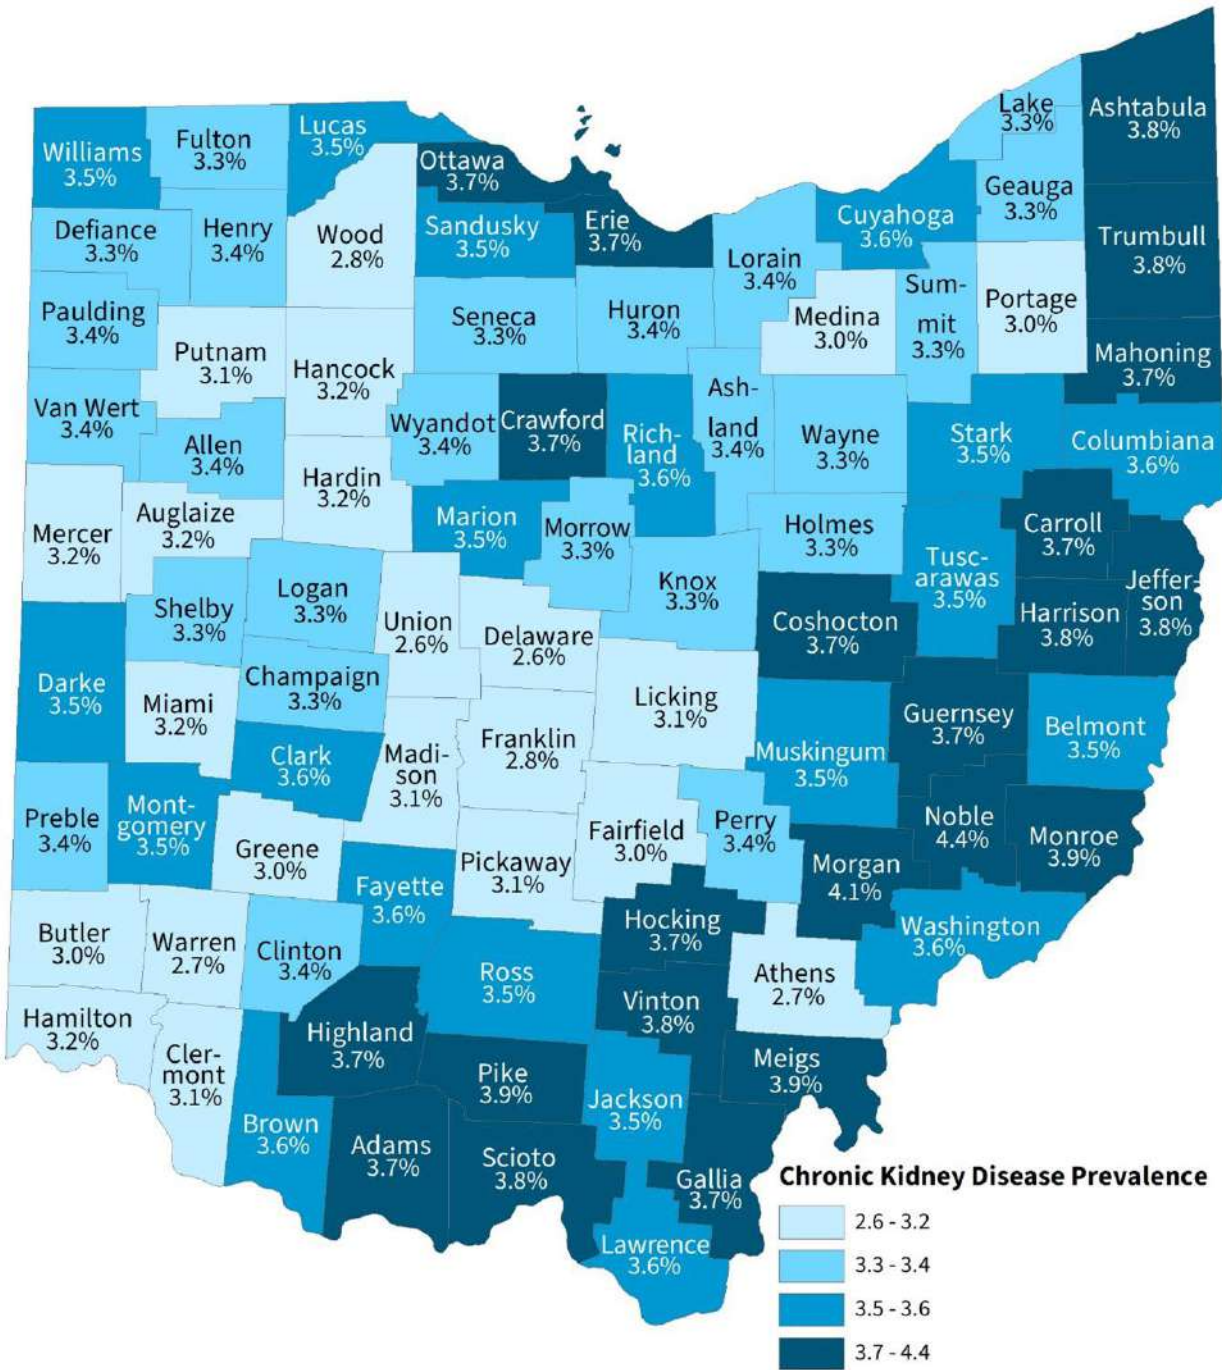 Lake
3.3%
Ashtabula
3.8%
Williams
3.5%
Fulton
3.3%
Lucas
3.5%
Ottawa
3.7%
Geauga
3.3%
Defiance
3.3%
Henry
3.4%
Wood
2.8%
Sandusky
3.5%
Erie
3.7%
Cuyahoga
3.6%
Trumbull
3.8%
Lorain
3.4%
Paulding
3.4%
Seneca
3.3%
Huron
3.4%
Medina
3.0%
Sum-
mit
3.3%
Portage
3.0%
Putnam
3.1%
Hancock
3.2%
Mahoning
3.7%
Van Wert
3.4%
Allen
3.4%
Wyandot
3.4%
Crawford
3.7%
Rich-
land
3.6%
Ash-
land
3.4%
Wayne
3.3%
Stark
3.5%
Columbiana
3.6%
Hardin
3.2%
Mercer
3.2%
Auglaize
3.2%
Marion
3.5%
Morrow
3.3%
Holmes
3.3%
Carroll
3.7%
Tusc-
arawas
3.5%
Jeffer-
son
3.8%
Shelby
3.3%
Logan
3.3%
Union
2.6%
Delaware
2.6%
Knox
3.3%
Coshocton
3.7%
Harrison
3.8%
Darke
3.5%
Miami
3.2%
Champaign
3.3%
Licking
3.1%
Guernsey
3.7%
Belmont
3.5%
Clark
3.6%
Madi-
son
3.1%
Franklin
2.8%
Muskingum
3.5%
Preble
3.4%
Mont-
gomery
3.5%
Greene
3.0%
Fairfield
3.0%
Perry
3.4%
Noble
4.4%
Monroe
3.9%
Pickaway
3.1%
Morgan
4.1%
Fayette
3.6%
Hocking
3.7%
Washington
3.6%
Butler
3.0%
Warren
2.7%
Clinton
3.4%
Ross
3.5%
Athens
2.7%
Vinton
3.8%
Hamilton
3.2%
Highland
3.7%
Cler-
mont
3.1%
Pike
3.9%
Meigs
3.9%
Jackson
3.5%
Brown
3.6%
Adams
3.7%
Scioto
3.8%
Gallia
3.7%
Lawrence
3.6%
Chronic Kidney Disease Prevalence
2.6 - 3.2
3.3 - 3.4
3.5 - 3.6
3.7 - 4.4